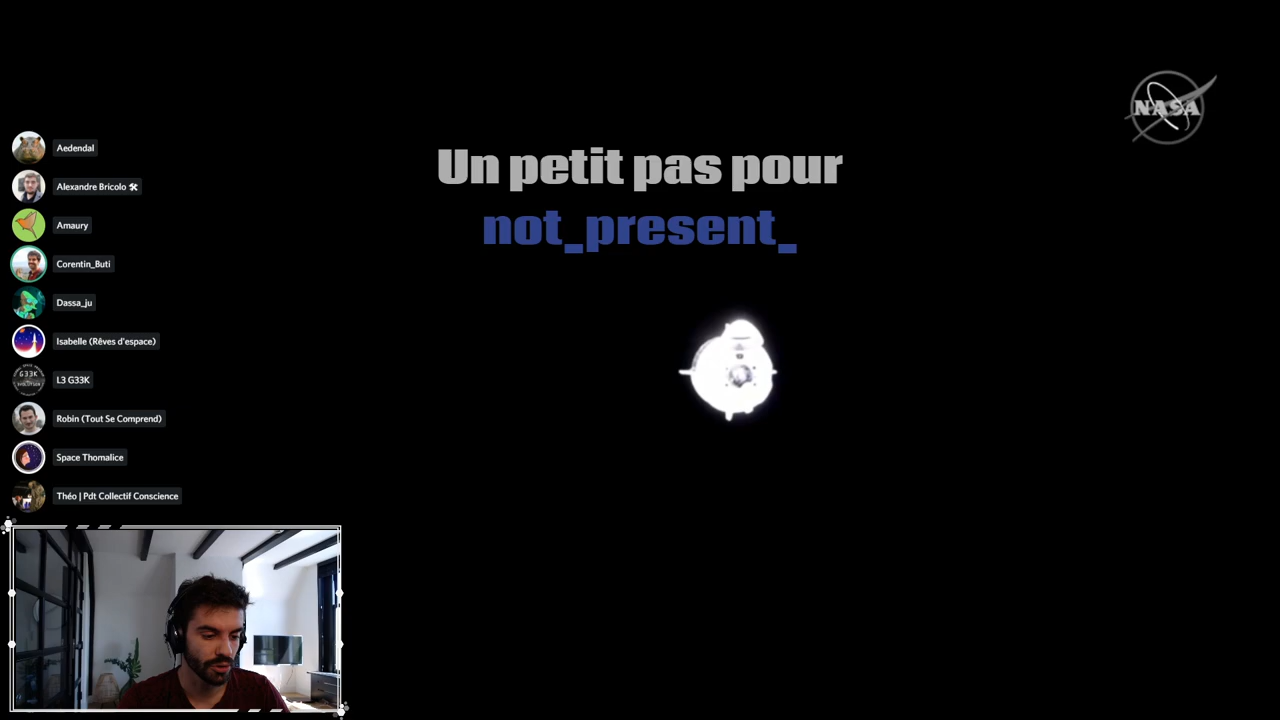 NASA
Un petit pas pour
not_present_
Aedendal
Alexandre Bricolo 🛠
Amaury
Corentin_Buti
Dassa_ju
Isabelle (Rêves d'espace)
L3 G33K
Robin (Tout Se Comprend)
Space Thomalice
Théo | Pdt Collectif Conscience
G33K